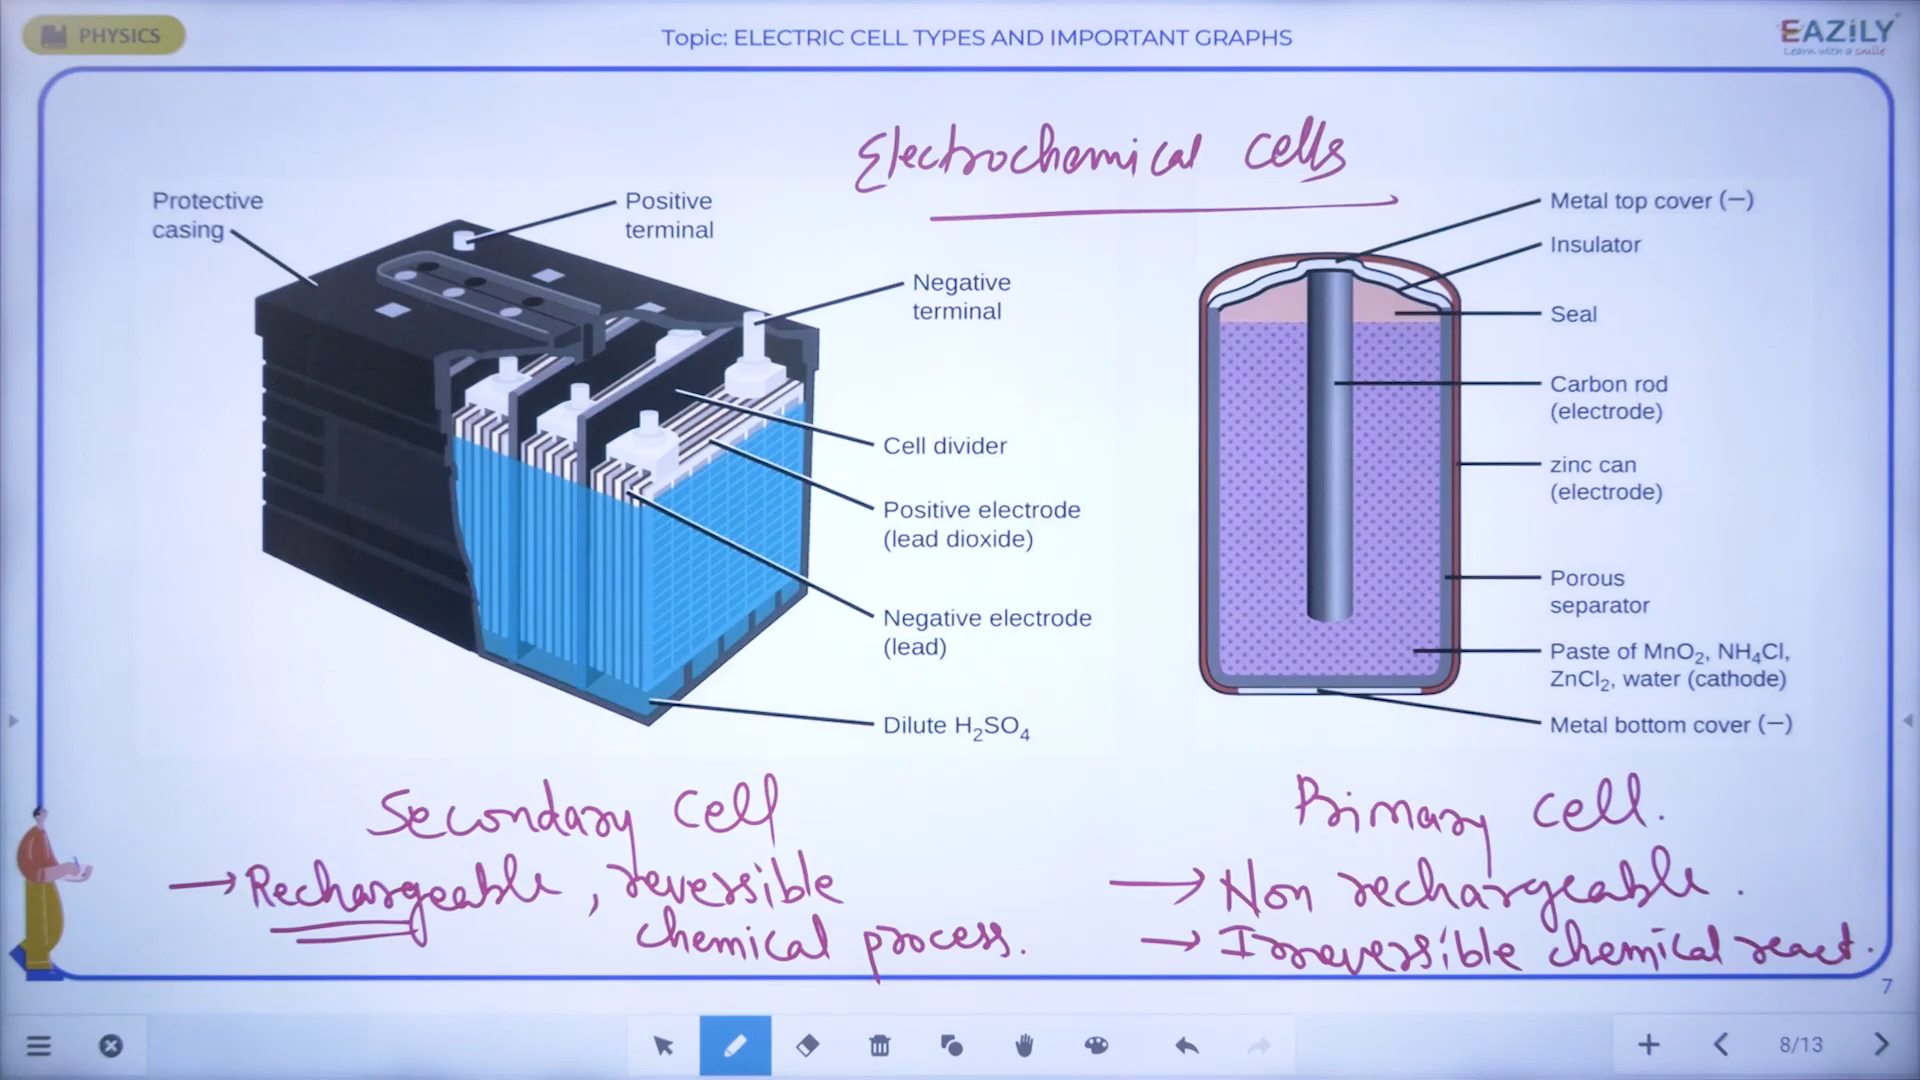 PHYSICS
Topic: ELECTRIC CELL TYPES AND IMPORTANT GRAPHS
EAZiLY
Learn with a smile
Electrochemical cells
Protective
casing
Positive
terminal
Negative
terminal
Cell divider
Positive electrode
(lead dioxide)
Negative electrode
(lead)
Dilute H₂SO₄
Metal top cover (−)
Insulator
Seal
Carbon rod
(electrode)
zinc can
(electrode)
Porous
separator
Paste of MnO₂, NH₄Cl,
ZnCl₂, water (cathode)
Metal bottom cover (−)
Secondary Cell
→ Rechargeable, reversible
chemical process.
Primary cell.
→ Non rechargeable.
→ Irreversible chemical react.
7
8/13